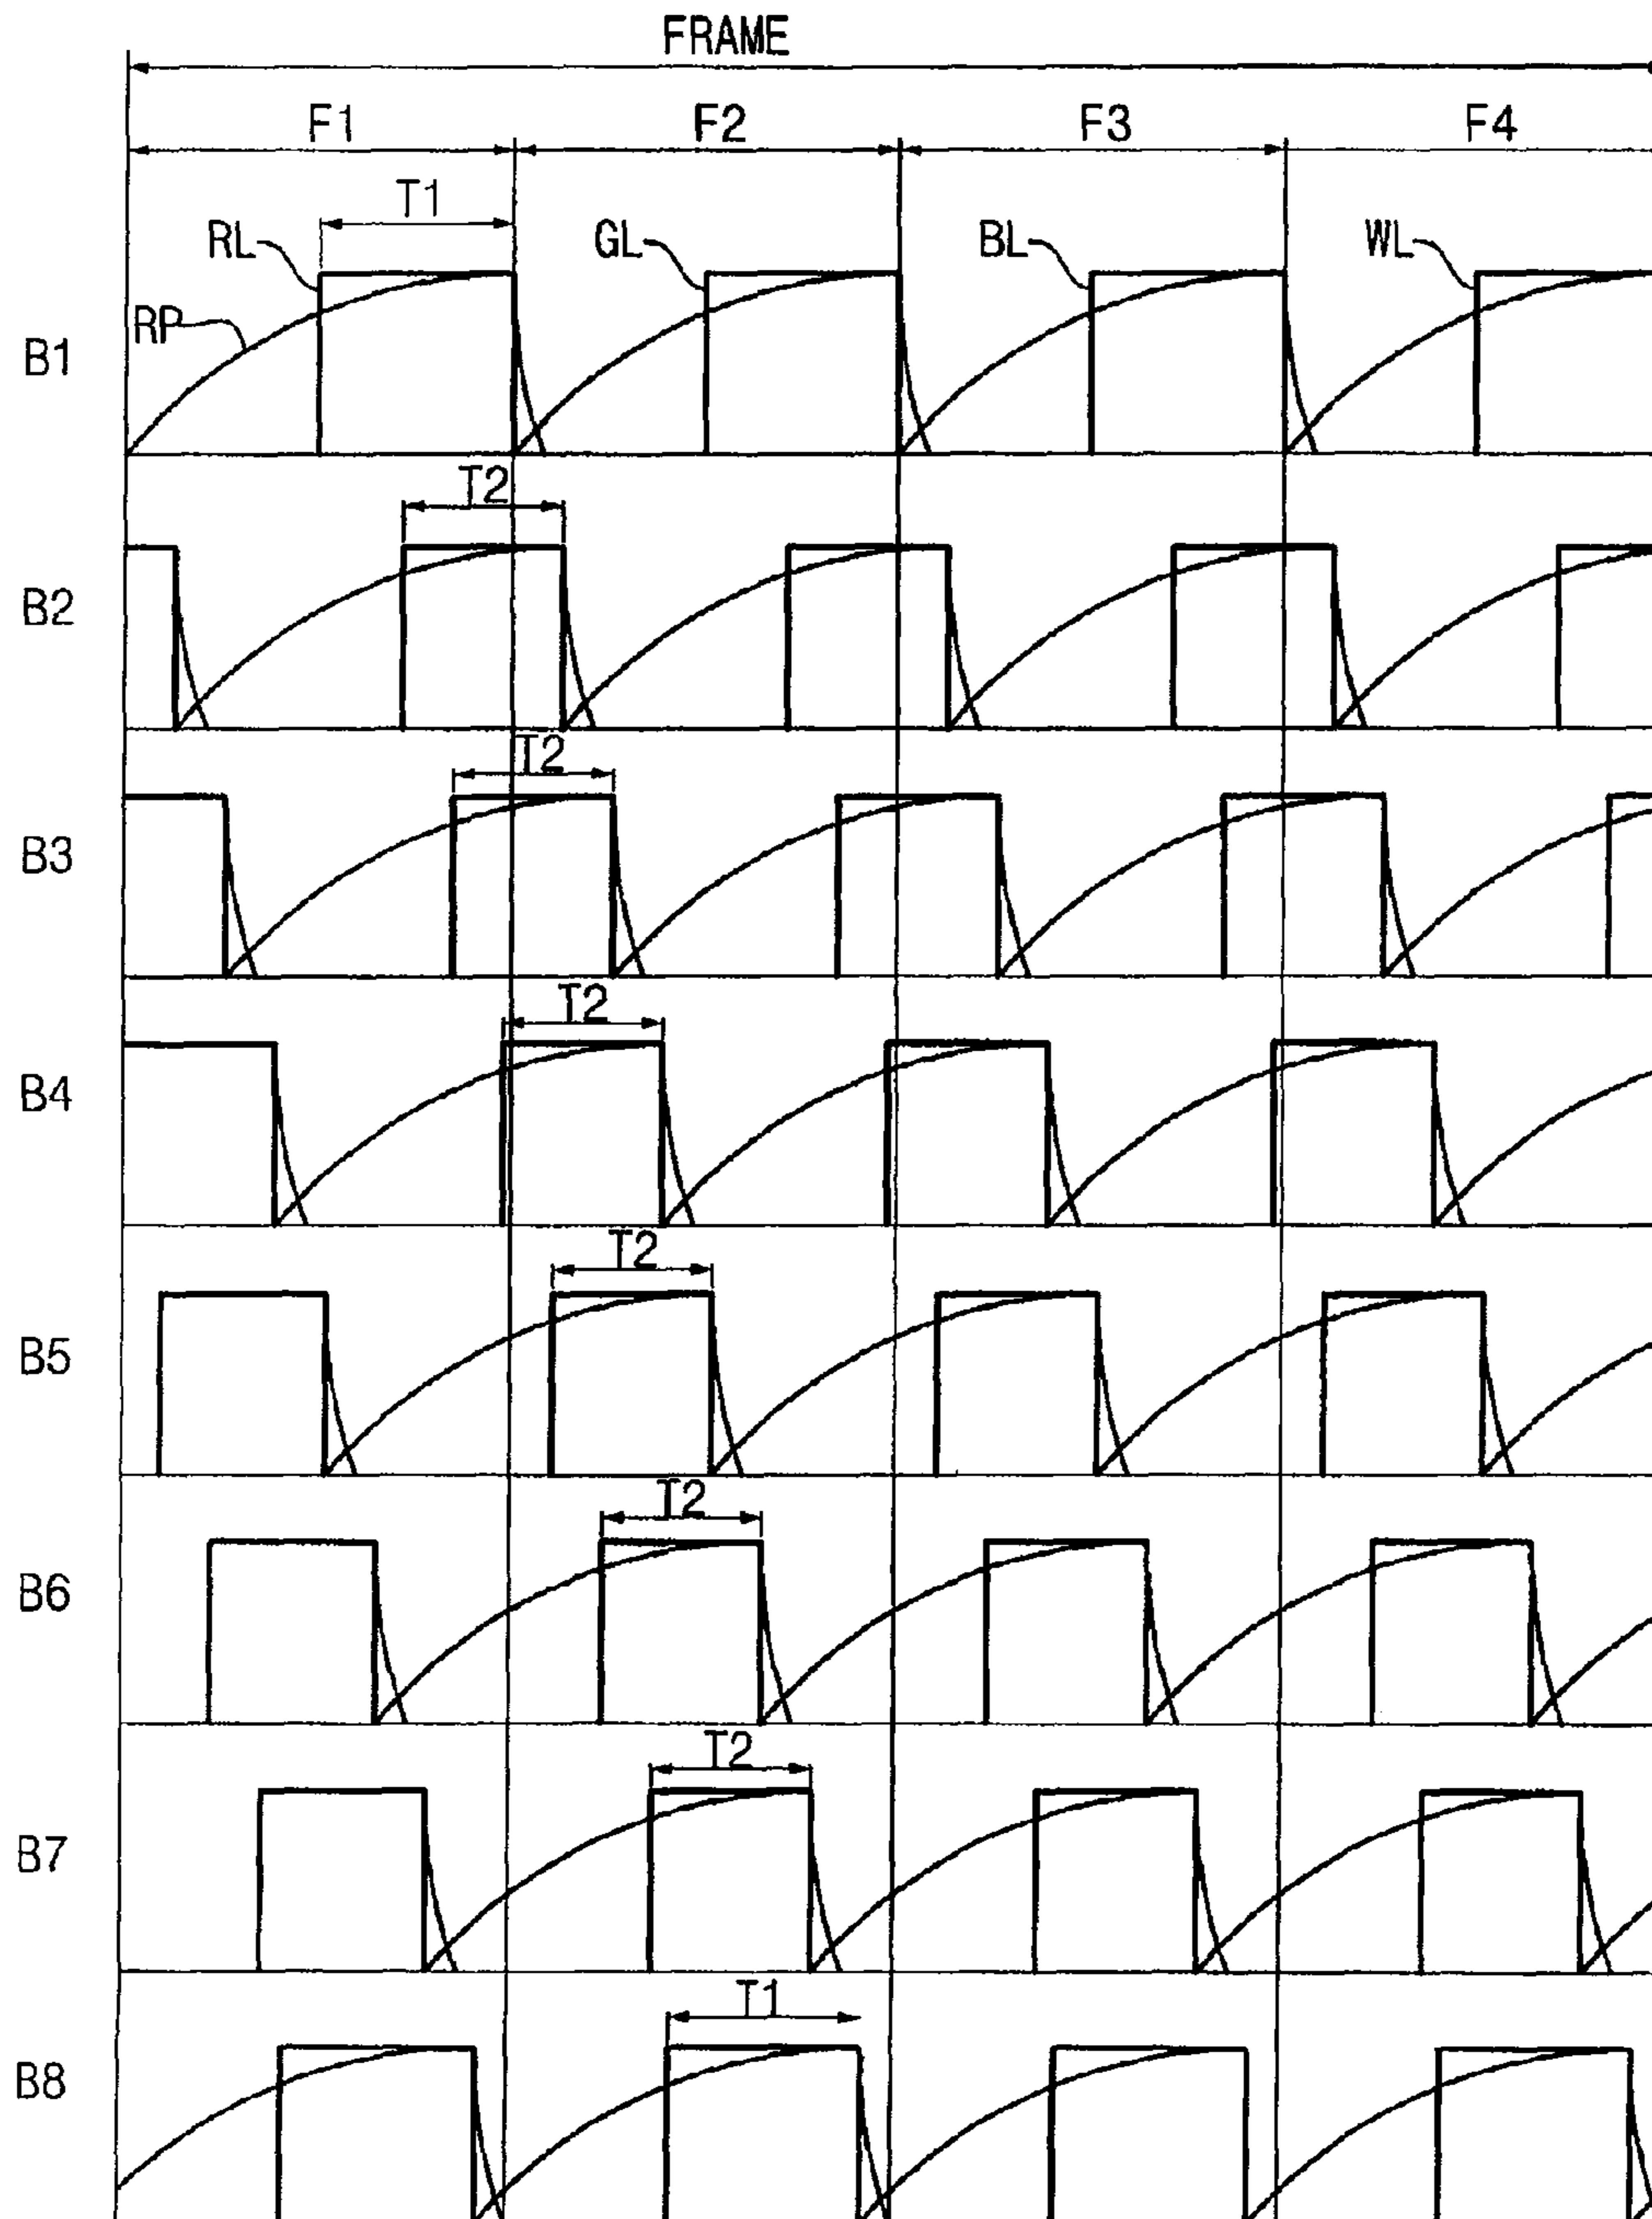 FRAME
F1 F2 F3 F4
T1
RL GL BL WL
RP
B1
T2
B2
T2
B3
T2
B4
T2
B5
T2
B6
T2
B7
T1
B8